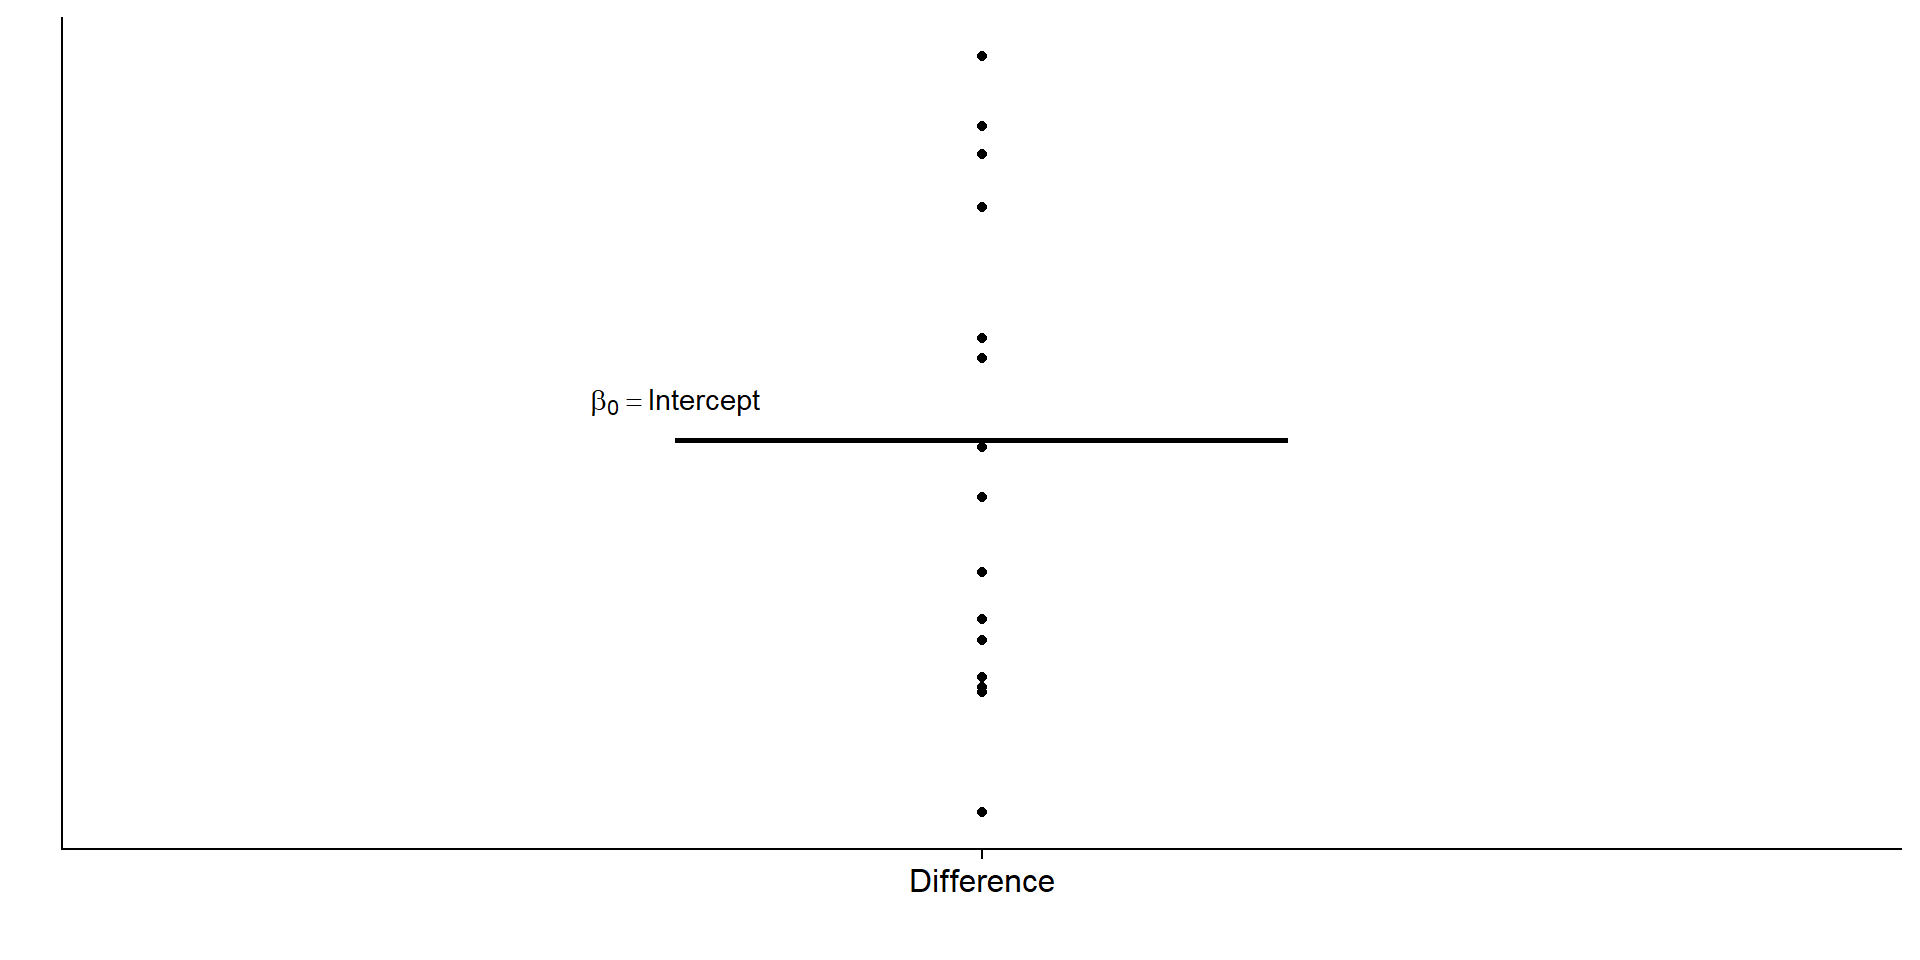 β₀ = Intercept
Difference